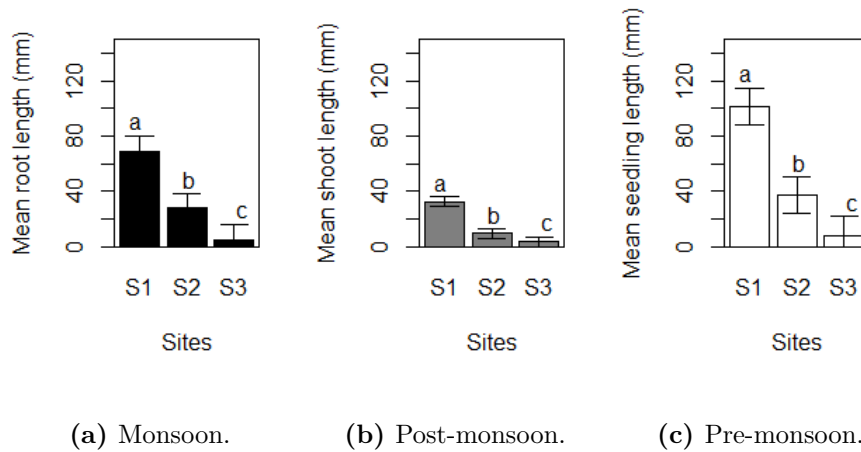 Mean root length (mm)
0 40 80 120
a
b
c
S1 S2 S3
Sites
(a) Monsoon.
Mean shoot length (mm)
0 40 80 120
a
b
c
S1 S2 S3
Sites
(b) Post-monsoon.
Mean seedling length (mm)
0 40 80 120
a
b
c
S1 S2 S3
Sites
(c) Pre-monsoon.